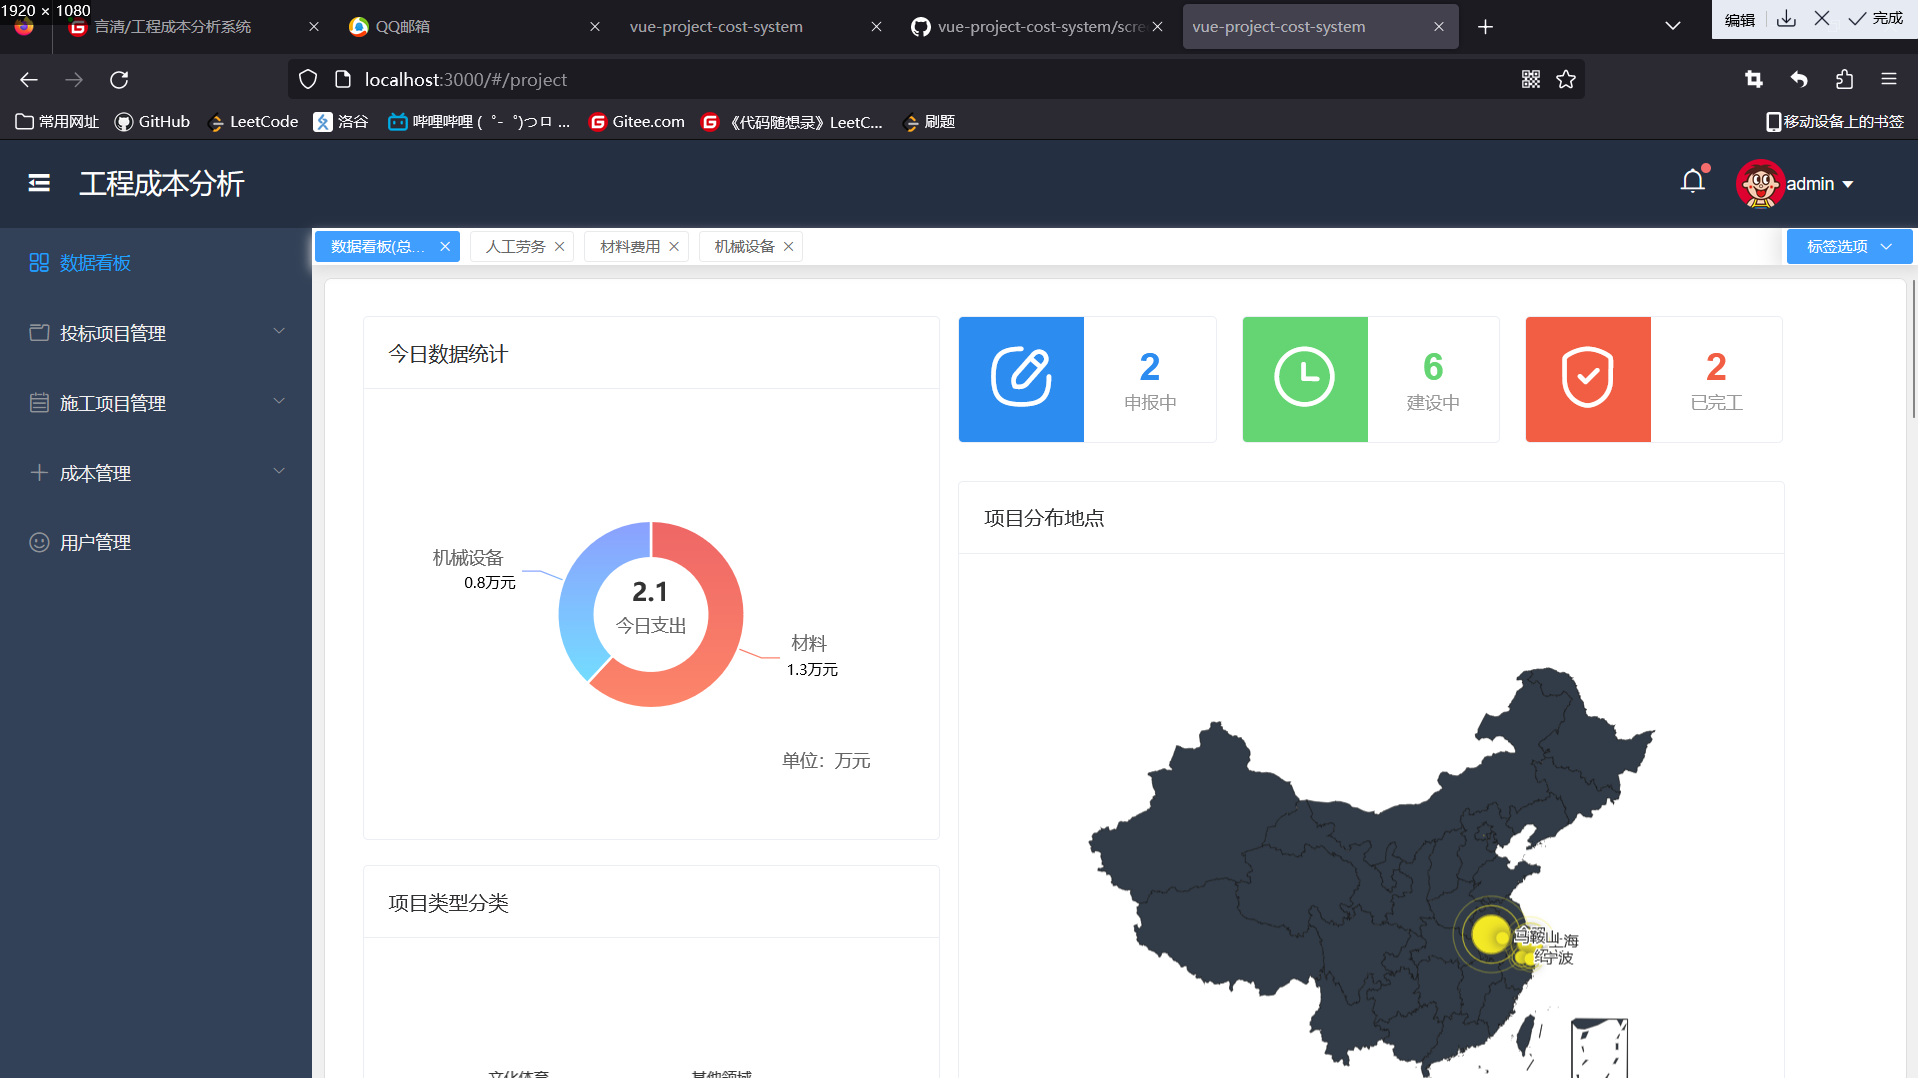 1920 × 1080
言清/工程成本分析系统
QQ邮箱
vue-project-cost-system
vue-project-cost-system/scre
vue-project-cost-system
编辑
完成
localhost:3000/#/project
常用网址
GitHub
LeetCode
洛谷
哔哩哔哩 ( ゜- ゜)つロ ...
Gitee.com
《代码随想录》LeetC...
刷题
移动设备上的书签
工程成本分析
admin
数据看板(总...
人工劳务
材料费用
机械设备
标签选项
数据看板
投标项目管理
施工项目管理
成本管理
用户管理
今日数据统计
2
申报中
6
建设中
2
已完工
项目分布地点
机械设备
0.8万元
2.1
今日支出
材料
1.3万元
单位：万元
项目类型分类
马鞍山
海
宁波
文化体育
其他领域